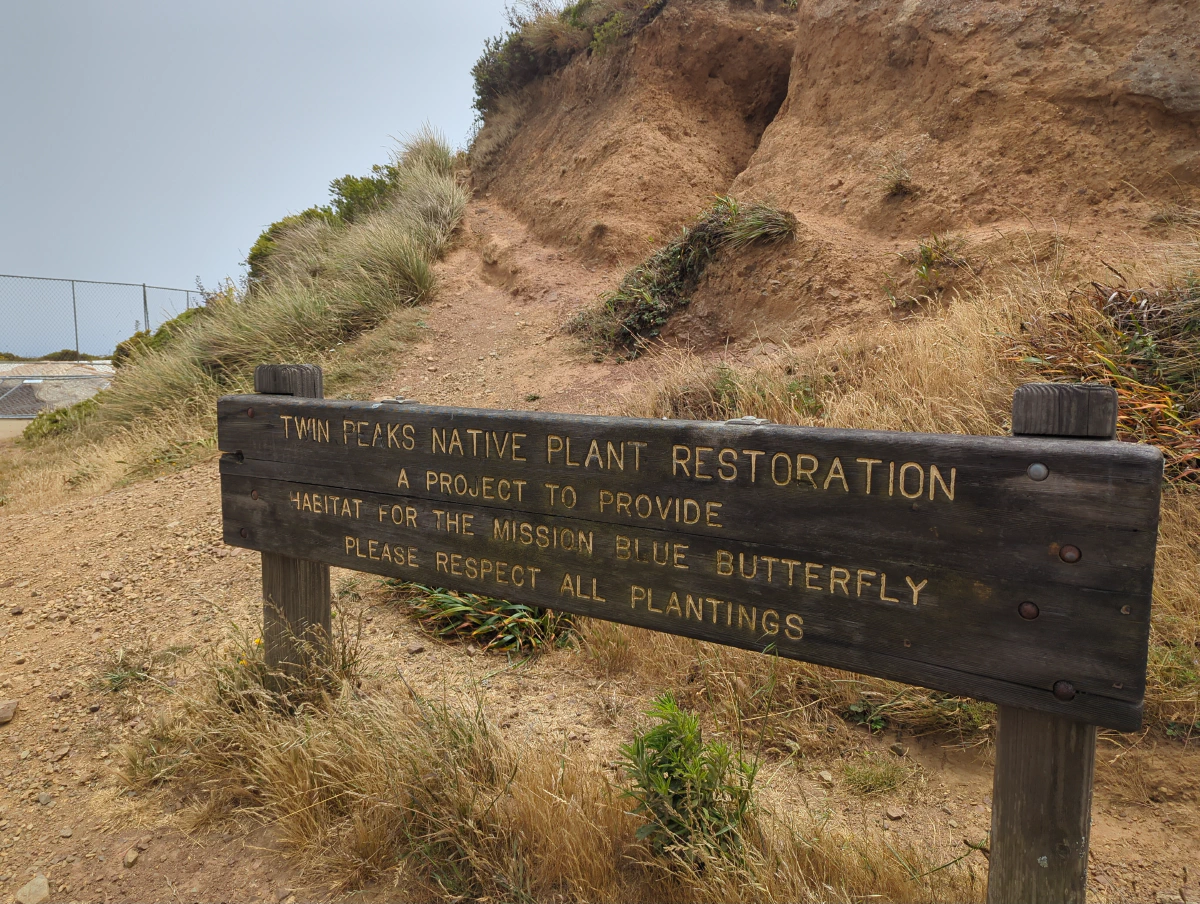 TWIN PEAKS NATIVE PLANT RESTORATION
A PROJECT TO PROVIDE
HABITAT FOR THE MISSION BLUE BUTTERFLY
PLEASE RESPECT ALL PLANTINGS